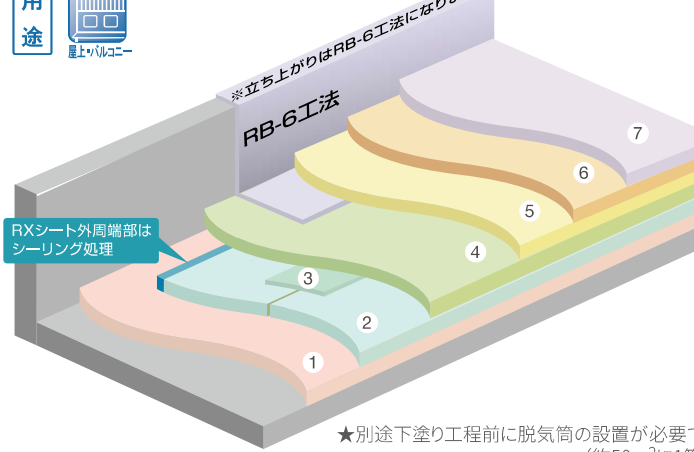 用途
屋上・バルコニー
※立ち上がりはRB-6工法になり
RB-6工法
RXシート外周端部は
シーリング処理
7
6
5
4
3
2
1
★別途下塗り工程前に脱気筒の設置が必要